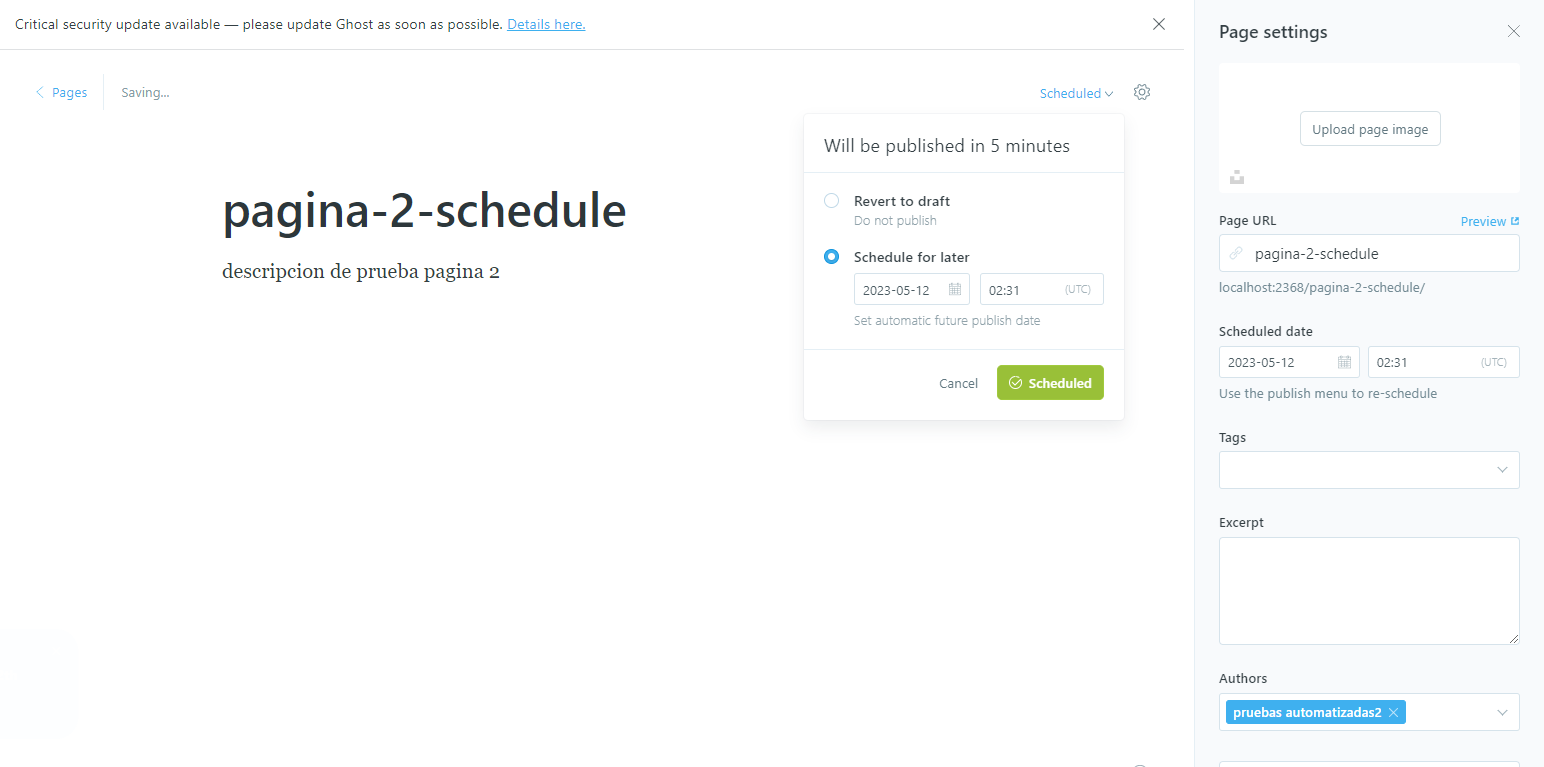 Critical security update available — please update Ghost as soon as possible. Details here.
Pages
Saving...
Scheduled
Will be published in 5 minutes
Revert to draft
Do not publish
Schedule for later
2023-05-12
02:31
(UTC)
Set automatic future publish date
Cancel
Scheduled
pagina-2-schedule
descripcion de prueba pagina 2
Page settings
Upload page image
Page URL
Preview
pagina-2-schedule
localhost:2368/pagina-2-schedule/
Scheduled date
2023-05-12
02:31
(UTC)
Use the publish menu to re-schedule
Tags
Excerpt
Authors
pruebas automatizadas2